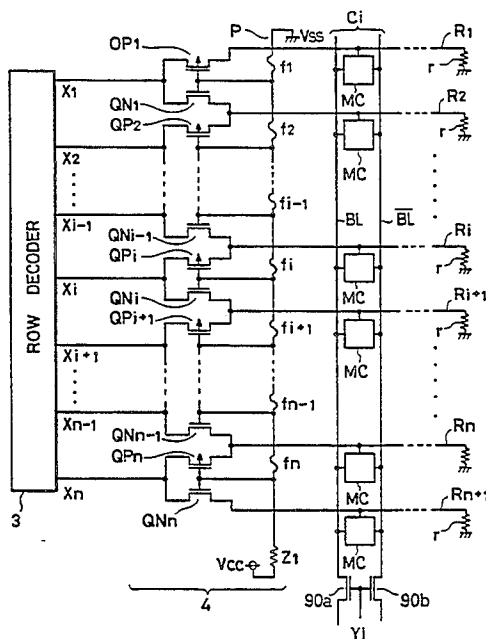 P
Ci
OP1
VSS
R1
X1
f1
MC
r
QN1
QP2
f2
R2
MC
r
X2
fi-1
ROW DECODER
Xi-1
QNi-1
QPi
BL
B̅L̅
Ri
fi
MC
r
Xi
QNi
QPi+1
Ri+1
fi+1
MC
r
Xi+1
fn-1
Xn-1
QNn-1
QPn
Rn
fn
MC
r
Xn
QNn
Rn+1
MC
r
3
VCC
Z1
4
90a
90b
Yi